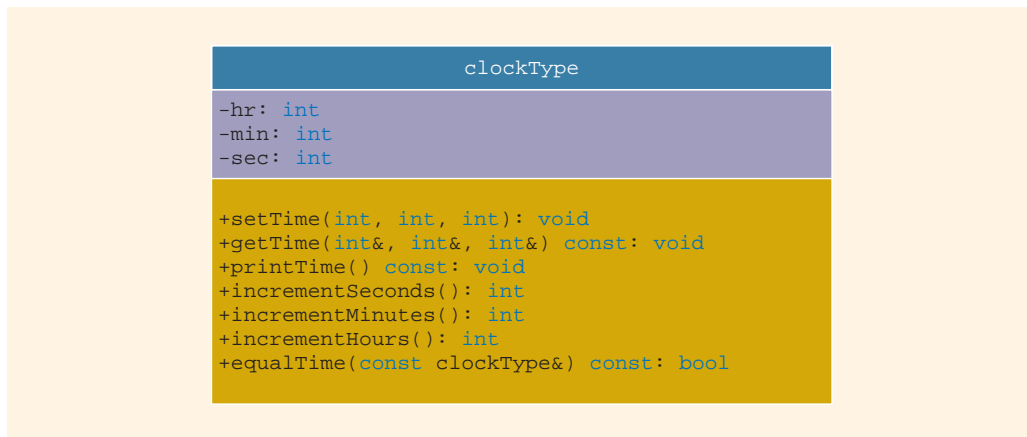 clockType
-hr: int
-min: int
-sec: int
+setTime(int, int, int): void
+getTime(int&, int&, int&) const: void
+printTime() const: void
+incrementSeconds(): int
+incrementMinutes(): int
+incrementHours(): int
+equalTime(const clockType&) const: bool